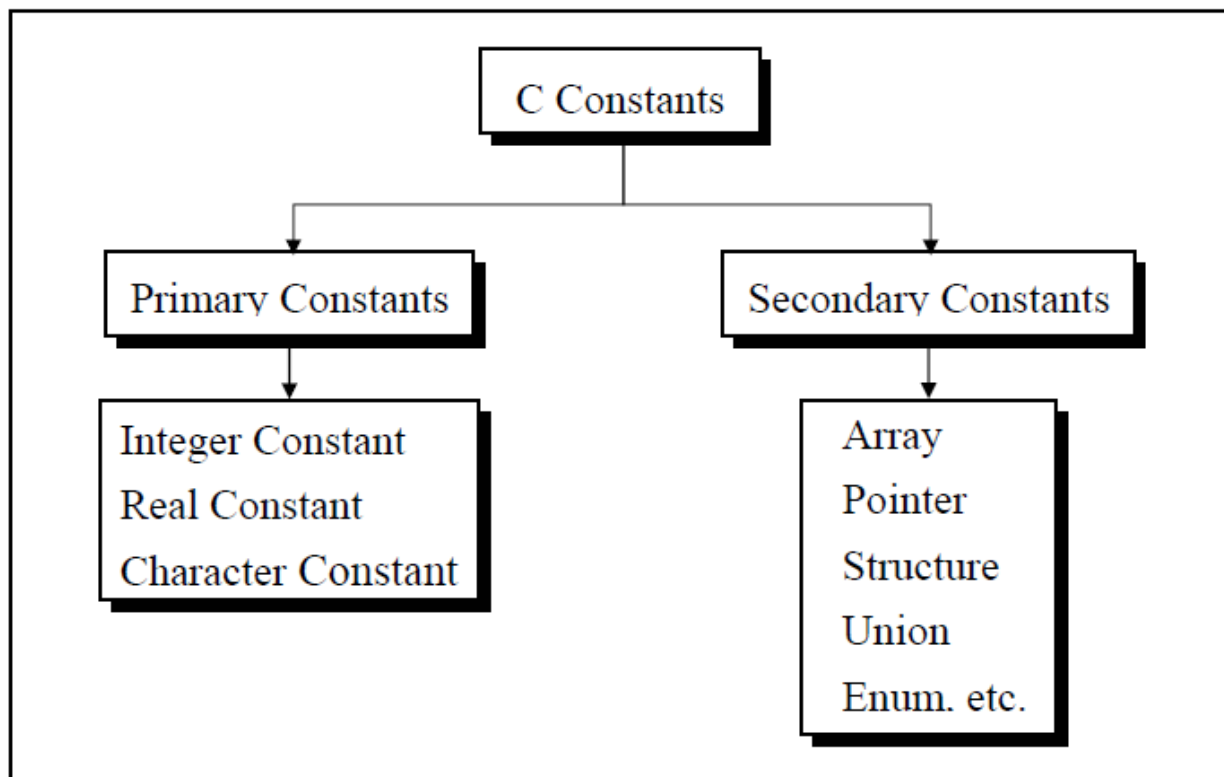 C Constants
Primary Constants
Secondary Constants
Integer Constant
Real Constant
Character Constant
Array
Pointer
Structure
Union
Enum. etc.